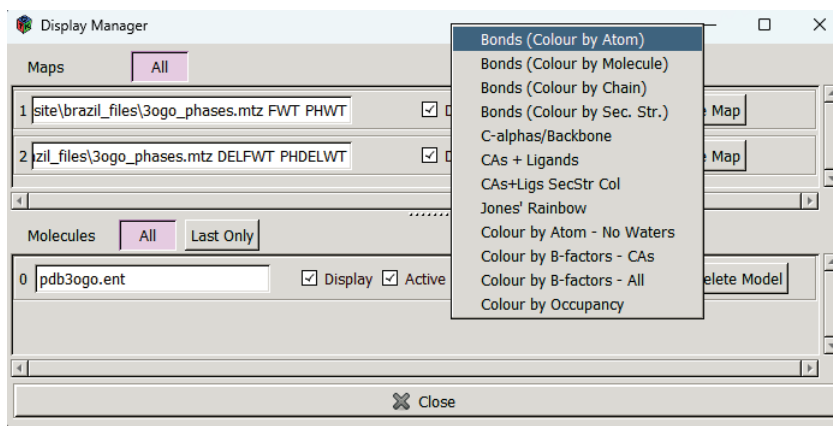 Display Manager
Maps All
1 site\brazil_files\3ogo_phases.mtz FWT PHWT Map
2 zil_files\3ogo_phases.mtz DELFWT PHDELWT Map
Molecules All Last Only
0 pdb3ogo.ent Display Active elete Model
Bonds (Colour by Atom)
Bonds (Colour by Molecule)
Bonds (Colour by Chain)
Bonds (Colour by Sec. Str.)
C-alphas/Backbone
CAs + Ligands
CAs+Ligs SecStr Col
Jones' Rainbow
Colour by Atom - No Waters
Colour by B-factors - CAs
Colour by B-factors - All
Colour by Occupancy
Close